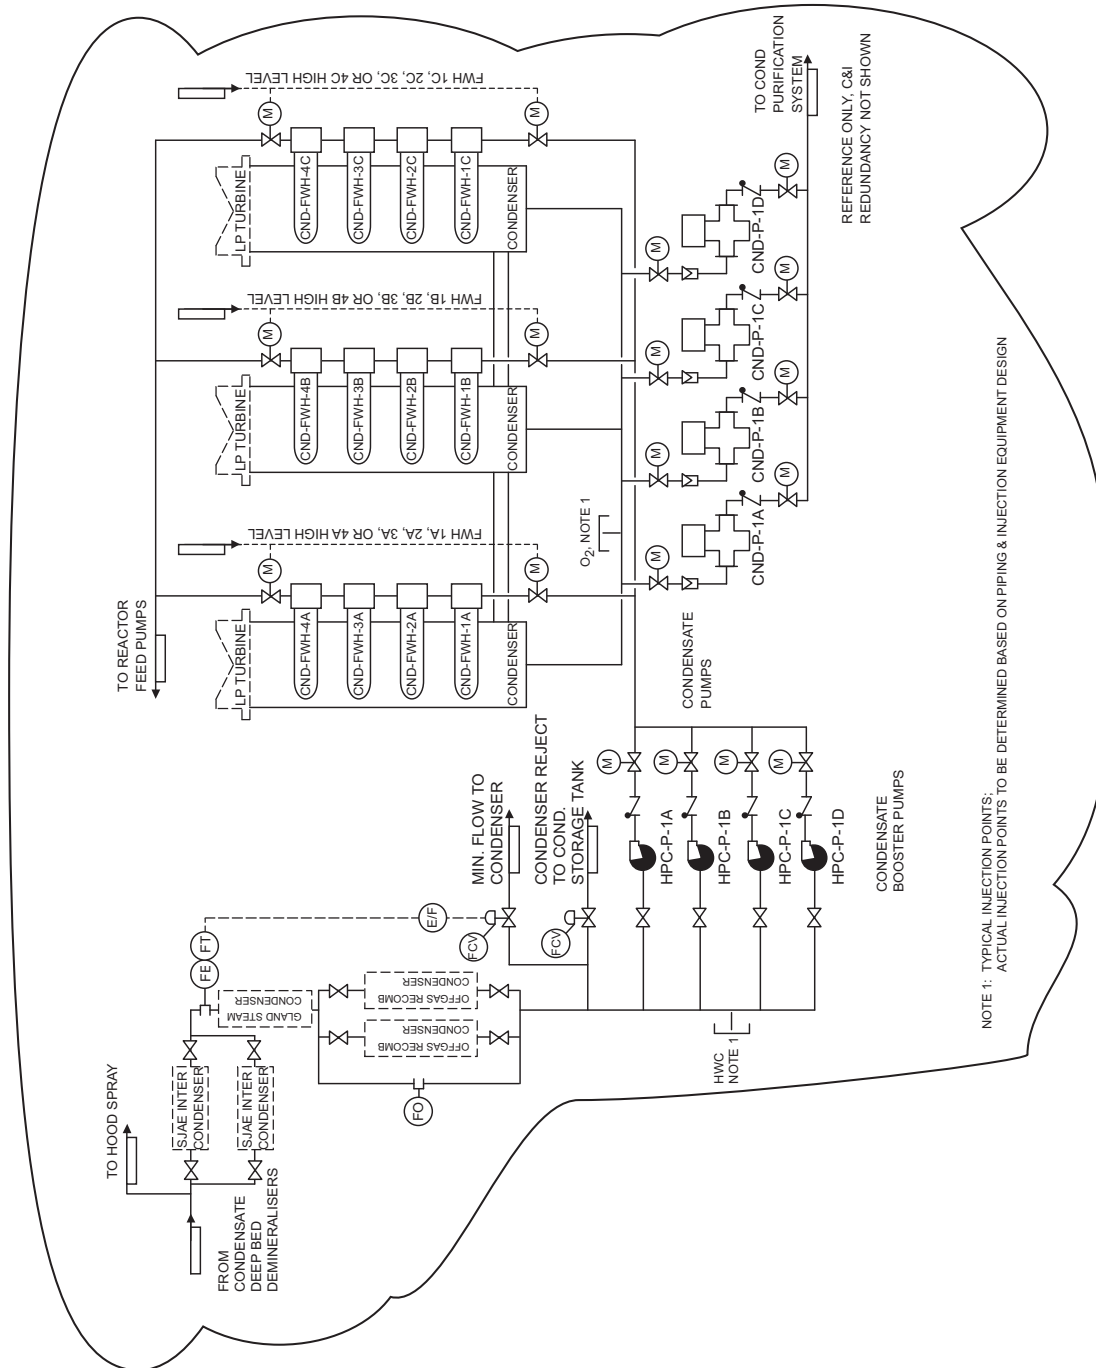 TO REACTOR
FEED PUMPS
LP TURBINE
CND-FWH-4A
CND-FWH-3A
CND-FWH-2A
CND-FWH-1A
CONDENSER
FWH 1A, 2A, 3A, OR 4A HIGH LEVEL
M
M
LP TURBINE
CND-FWH-4B
CND-FWH-3B
CND-FWH-2B
CND-FWH-1B
CONDENSER
FWH 1B, 2B, 3B, OR 4B HIGH LEVEL
M
M
LP TURBINE
CND-FWH-4C
CND-FWH-3C
CND-FWH-2C
CND-FWH-1C
CONDENSER
FWH 1C, 2C, 3C, OR 4C HIGH LEVEL
M
M
O2, NOTE 1
M
M
M
M
CND-P-1A
CND-P-1B
CND-P-1C
CND-P-1D
M
M
M
M
CONDENSATE
PUMPS
TO COND
PURIFICATION
SYSTEM
REFERENCE ONLY, C&I
REDUNDANCY NOT SHOWN
TO HOOD SPRAY
FROM
CONDENSATE
DEEP BED
DEMINERALISERS
SJAE INTER
CONDENSER
SJAE INTER
CONDENSER
FE
FT
GLAND STEAM
CONDENSER
E/F
OFFGAS RECOMB
CONDENSER
OFFGAS RECOMB
CONDENSER
FO
FCV
FCV
MIN. FLOW TO
CONDENSER
CONDENSER REJECT
TO COND.
STORAGE TANK
HWC
NOTE 1
M
M
M
M
HPC-P-1A
HPC-P-1B
HPC-P-1C
HPC-P-1D
CONDENSATE
BOOSTER PUMPS
NOTE 1: TYPICAL INJECTION POINTS;
ACTUAL INJECTION POINTS TO BE DETERMINED BASED ON PIPING & INJECTION EQUIPMENT DESIGN